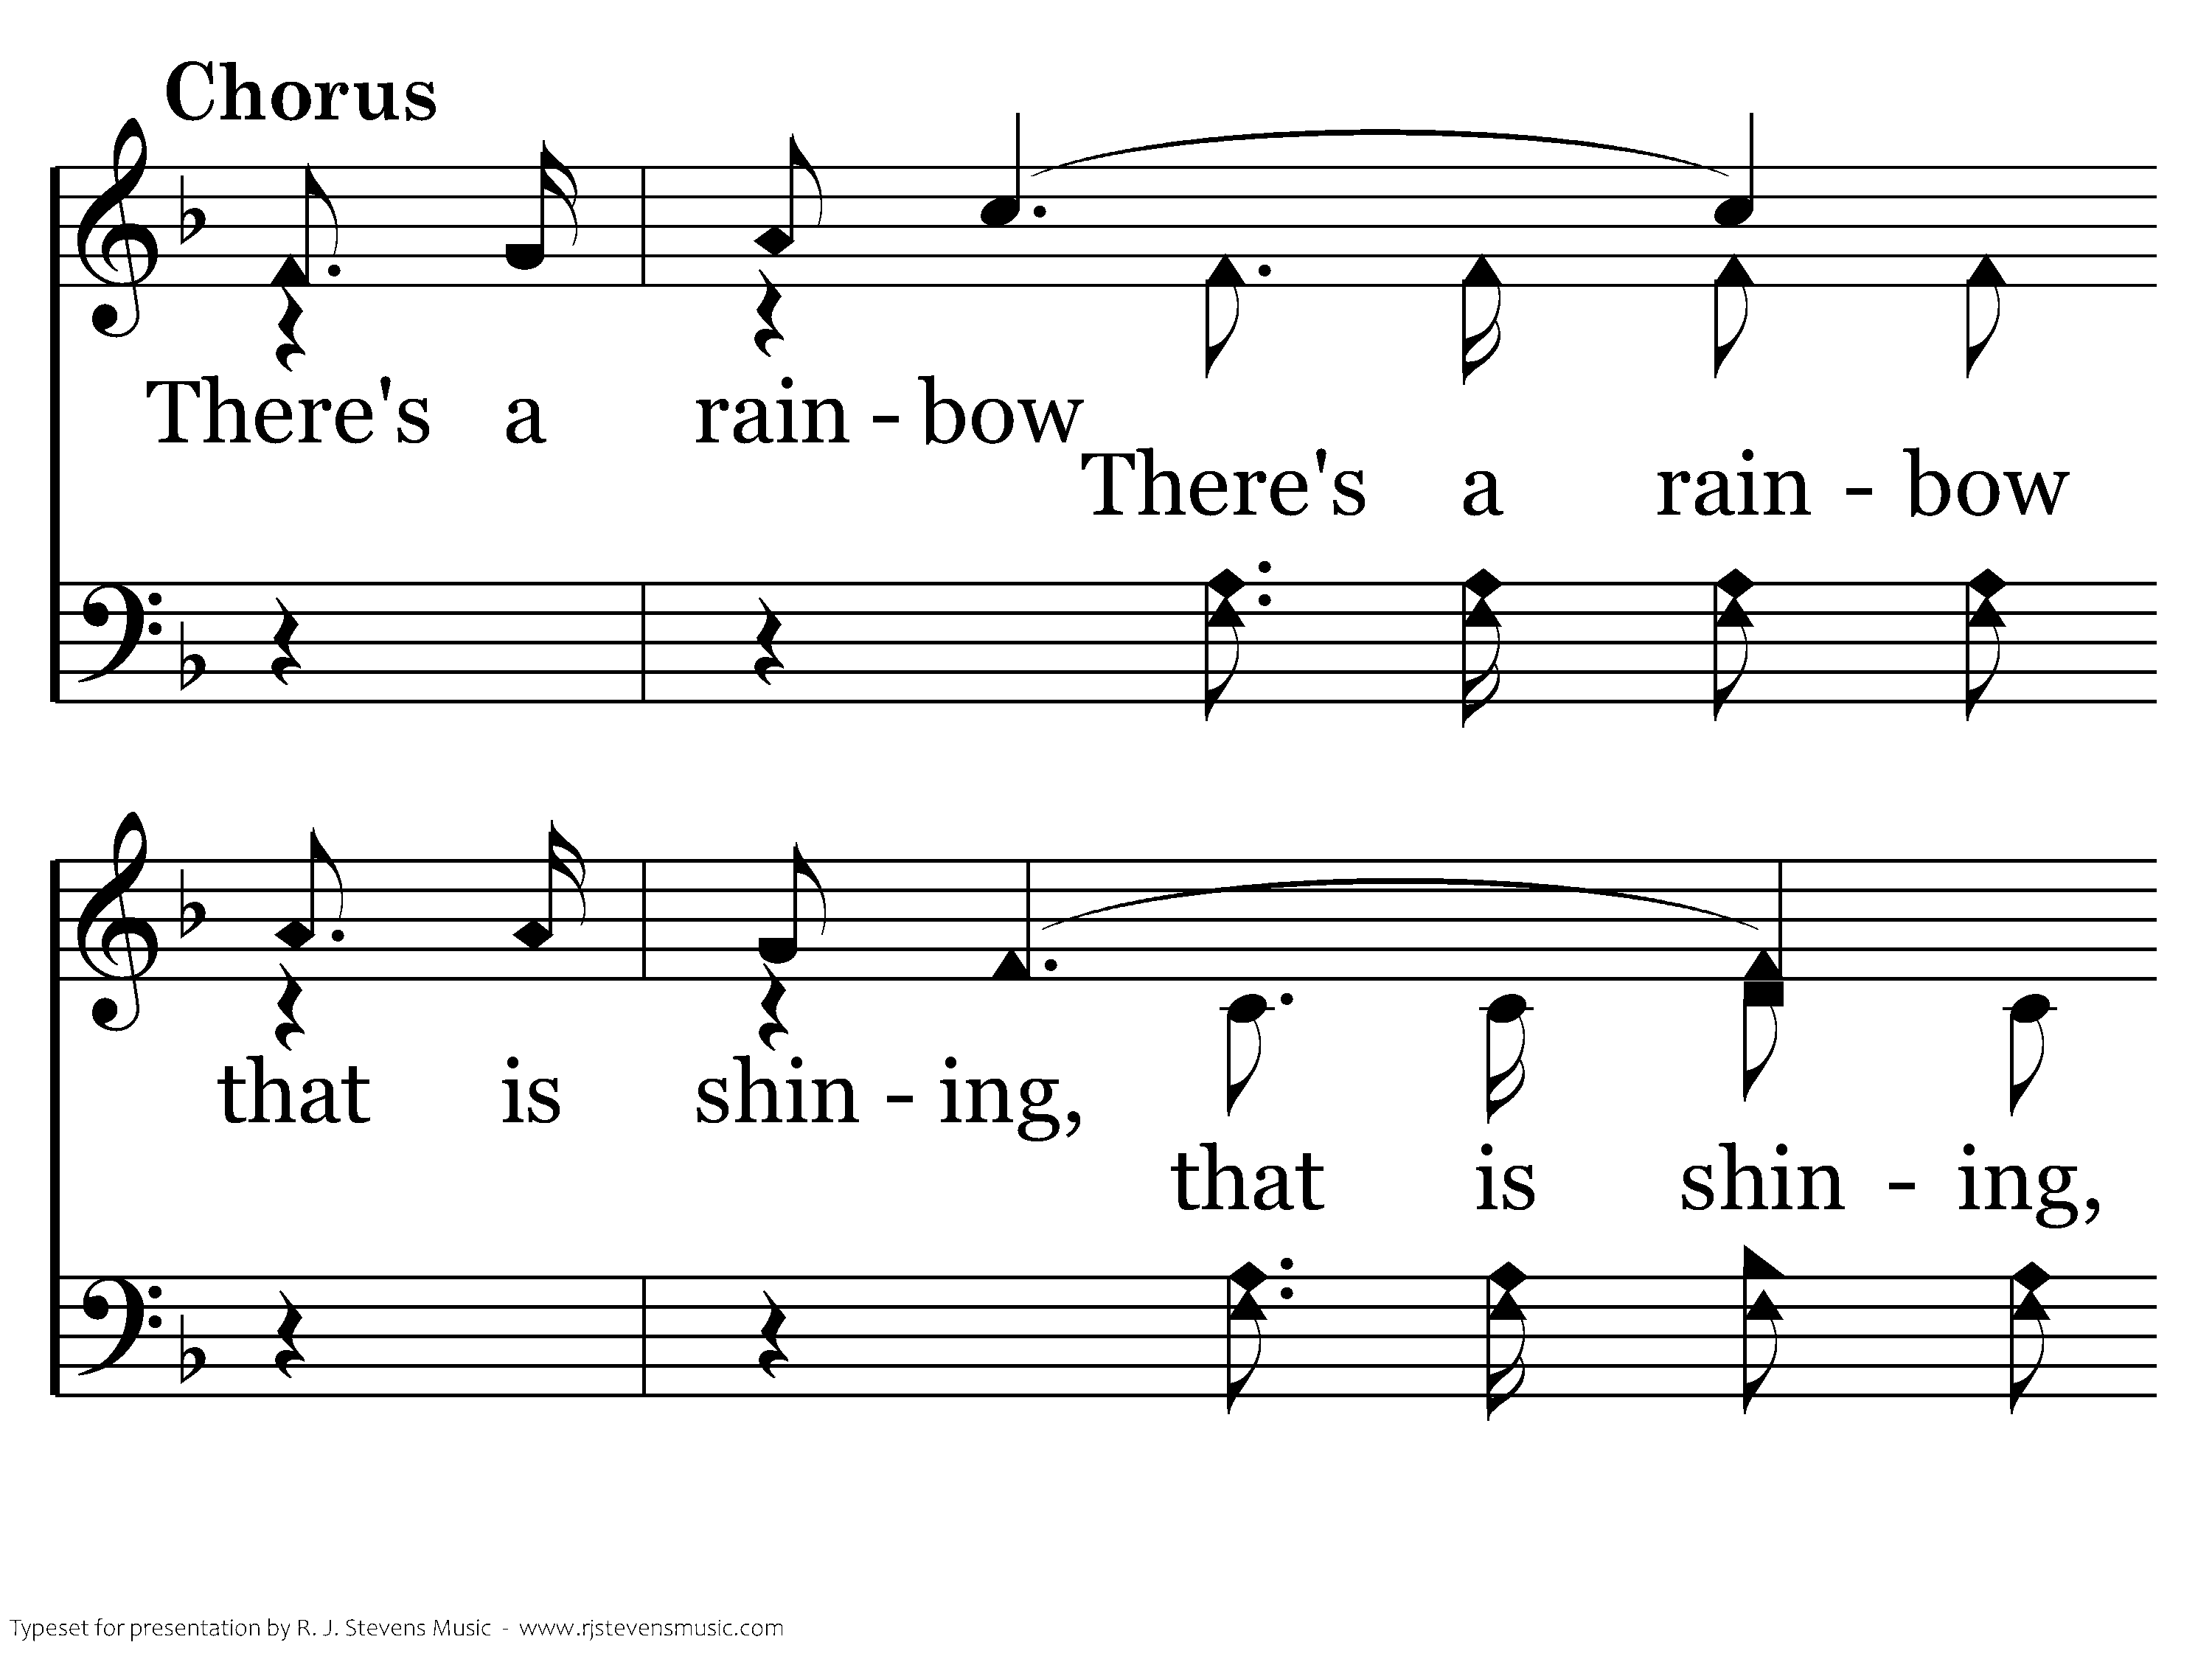 Chorus
There's a rain - bow
There's a rain - bow
that is shin - ing,
that is shin - ing,
Typeset for presentation by R. J. Stevens Music - www.rjstevensmusic.com